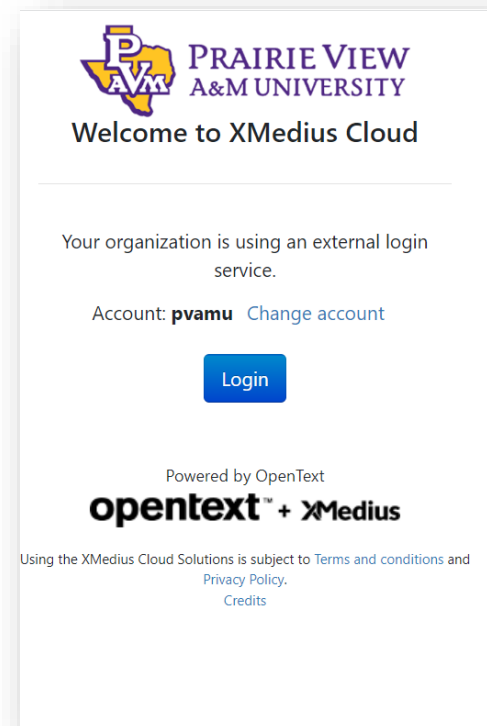 PVAM
PRAIRIE VIEW
A&M UNIVERSITY
Welcome to XMedius Cloud
Your organization is using an external login
service.
Account: pvamu Change account
Login
Powered by OpenText
opentext™ + XMedius
Using the XMedius Cloud Solutions is subject to Terms and conditions and
Privacy Policy.
Credits